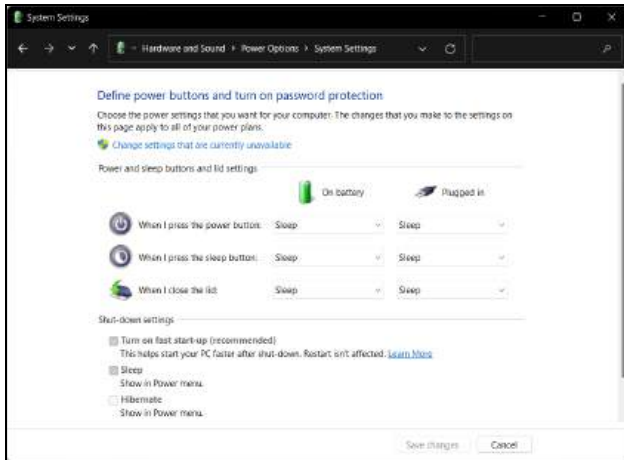 System Settings
Hardware and Sound › Power Options › System Settings
Define power buttons and turn on password protection
Choose the power settings that you want for your computer. The changes that you make to the settings on
this page apply to all of your power plans.
Change settings that are currently unavailable
Power and sleep buttons and lid settings
On battery Plugged in
When I press the power button: Sleep Sleep
When I press the sleep button: Sleep Sleep
When I close the lid: Sleep Sleep
Shut-down settings
Turn on fast start-up (recommended)
This helps start your PC faster after shut-down. Restart isn't affected. Learn More
Sleep
Show in Power menu.
Hibernate
Show in Power menu.
Save changes Cancel